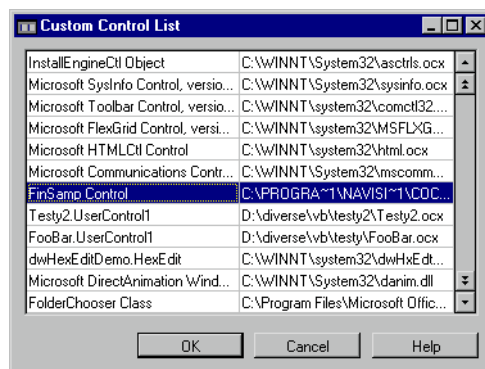 Custom Control List
InstallEngineCtl Object C:\WINNT\System32\asctrls.ocx
Microsoft SysInfo Control, versio... C:\WINNT\System32\sysinfo.ocx
Microsoft Toolbar Control, versio... C:\WINNT\system32\comctl32....
Microsoft FlexGrid Control, versi... C:\WINNT\system32\MSFLXG...
Microsoft HTMLCtl Control C:\WINNT\System32\html.ocx
Microsoft Communications Contr... C:\WINNT\System32\mscomm...
FinSamp Control C:\PROGRA~1\NAVISI~1\COC...
Testy2.UserControl1 D:\diverse\vb\testy2\Testy2.ocx
FooBar.UserControl1 D:\diverse\vb\testy\FooBar.ocx
dwHexEditDemo.HexEdit C:\WINNT\System32\dwHxEdt...
Microsoft DirectAnimation Wind... C:\WINNT\System32\danim.dll
FolderChooser Class C:\Program Files\Microsoft Offic...
OK Cancel Help